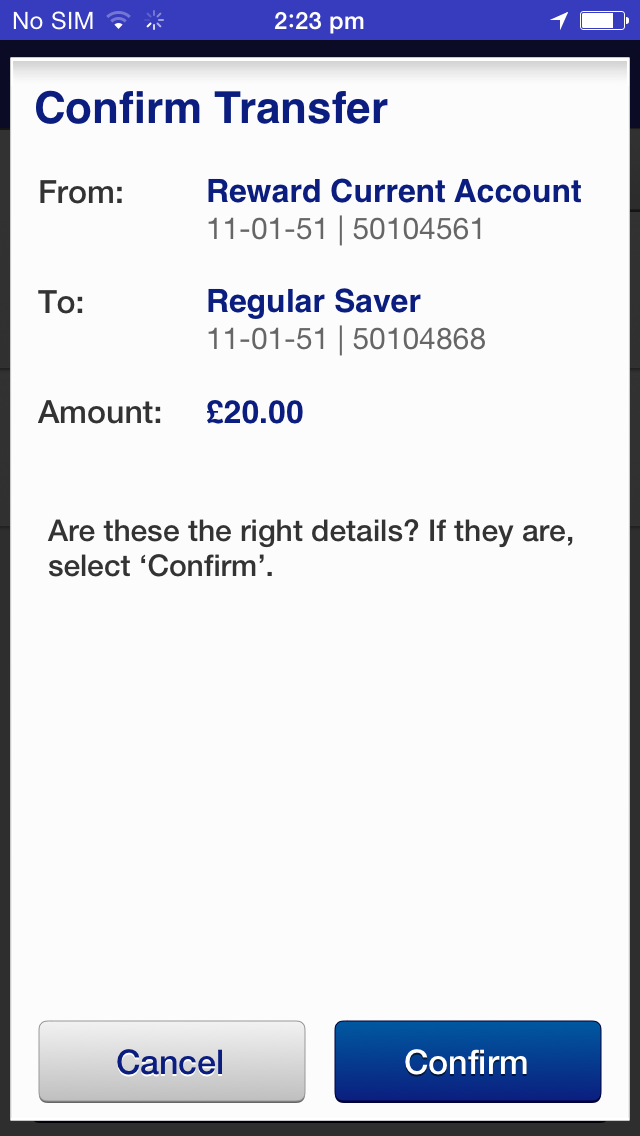 No SIM 2:23 pm
Confirm Transfer
From: Reward Current Account
11-01-51 | 50104561
To: Regular Saver
11-01-51 | 50104868
Amount: £20.00
Are these the right details? If they are,
select ‘Confirm’.
Cancel Confirm